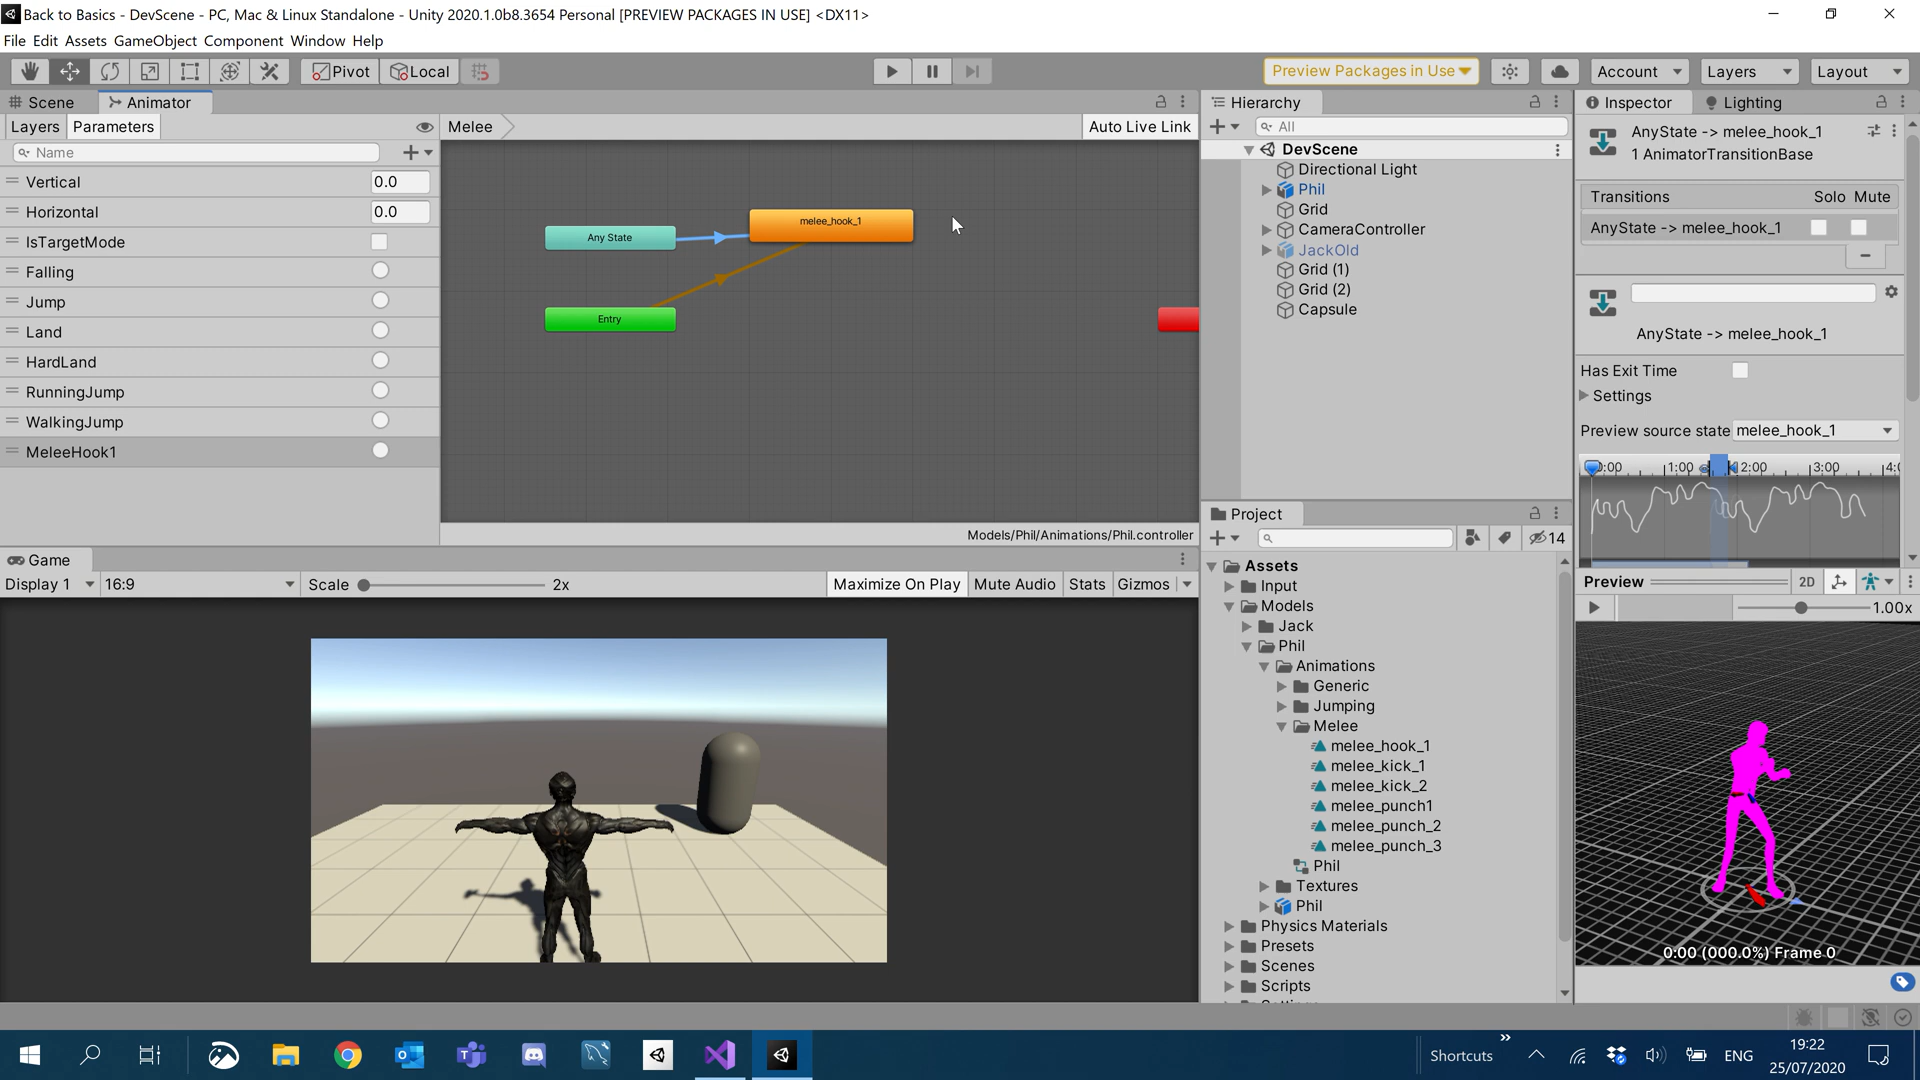 Back to Basics - DevScene - PC, Mac & Linux Standalone - Unity 2020.1.0b8.3654 Personal [PREVIEW PACKAGES IN USE] <DX11>
File Edit Assets GameObject Component Window Help
Pivot Local Preview Packages in Use Account Layers Layout
Scene Animator
Layers Parameters Melee Auto Live Link
Name
Vertical 0.0
Horizontal 0.0
IsTargetMode
Falling
Jump
Land
HardLand
RunningJump
WalkingJump
MeleeHook1
melee_hook_1
Any State
Entry
Models/Phil/Animations/Phil.controller
Game
Display 1 16:9 Scale 2x Maximize On Play Mute Audio Stats Gizmos
Hierarchy
All
DevScene
Directional Light
Phil
Grid
CameraController
JackOld
Grid (1)
Grid (2)
Capsule
Project
14
Assets
Input
Models
Jack
Phil
Animations
Generic
Jumping
Melee
melee_hook_1
melee_kick_1
melee_kick_2
melee_punch1
melee_punch_2
melee_punch_3
Phil
Textures
Phil
Physics Materials
Presets
Scenes
Scripts
Inspector Lighting
AnyState -> melee_hook_1
1 AnimatorTransitionBase
Transitions Solo Mute
AnyState -> melee_hook_1
AnyState -> melee_hook_1
Has Exit Time
Settings
Preview source state melee_hook_1
0:00 1:00 2:00 3:00
Preview 2D
1.00x
0:00 (000.0%) Frame 0
Shortcuts ENG 19:22
25/07/2020